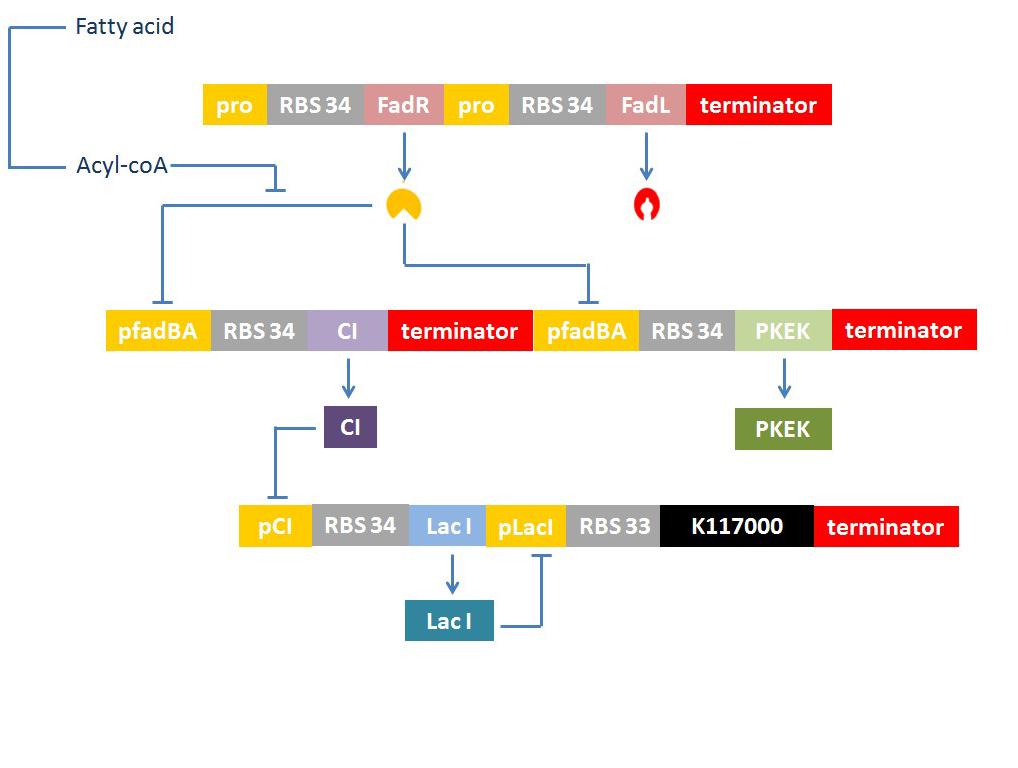 Fatty acid
pro RBS 34 FadR pro RBS 34 FadL terminator
Acyl-coA
pfadBA RBS 34 CI terminator pfadBA RBS 34 PKEK terminator
CI PKEK
pCI RBS 34 Lac I pLacI RBS 33 K117000 terminator
Lac I